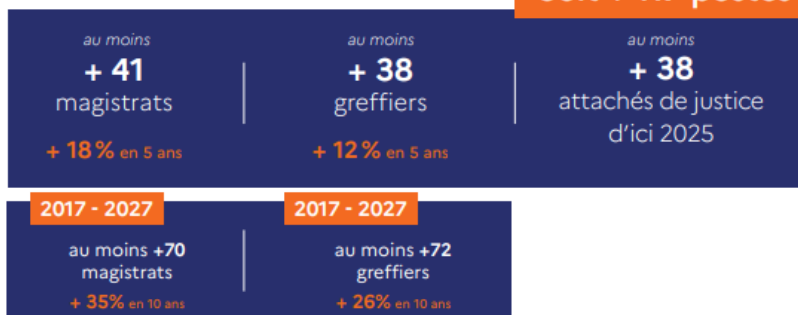 au moins
+ 41
magistrats
+ 18% en 5 ans
au moins
+ 38
greffiers
+ 12% en 5 ans
au moins
+ 38
attachés de justice
d'ici 2025
2017 - 2027
au moins +70
magistrats
+ 35% en 10 ans
2017 - 2027
au moins +72
greffiers
+ 26% en 10 ans